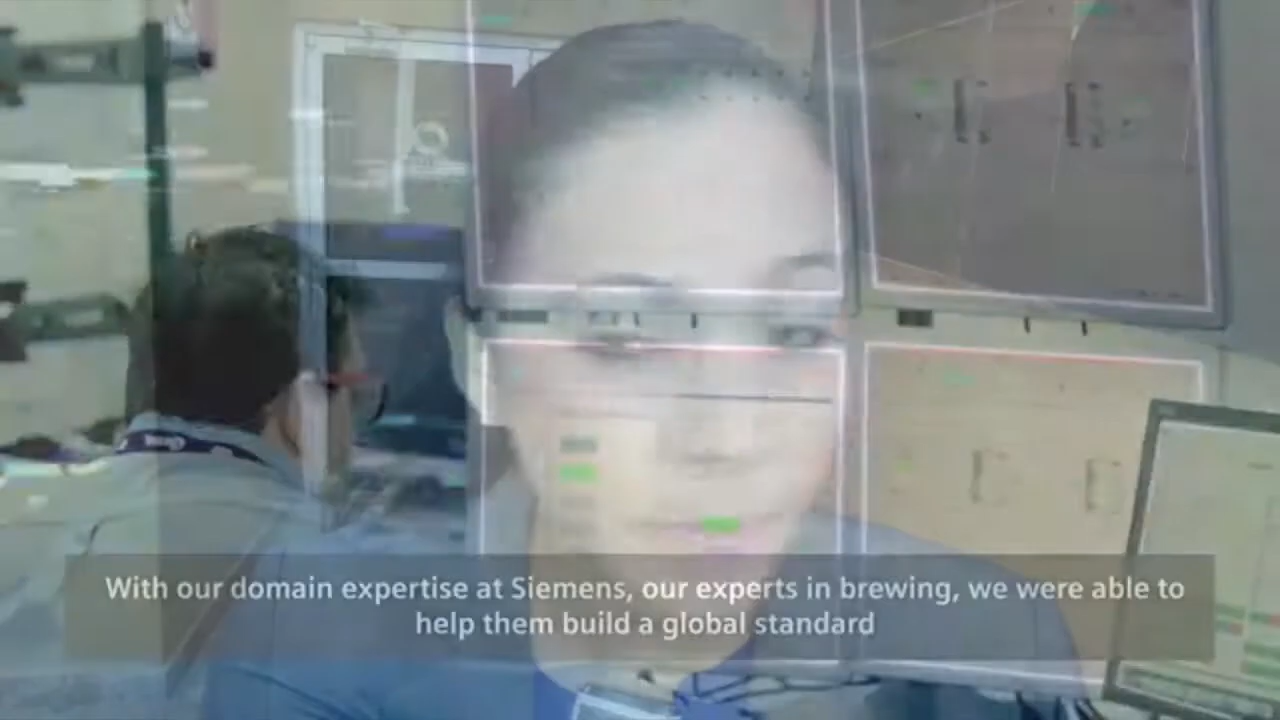 With our domain expertise at Siemens, our experts in brewing, we were able to
help them build a global standard